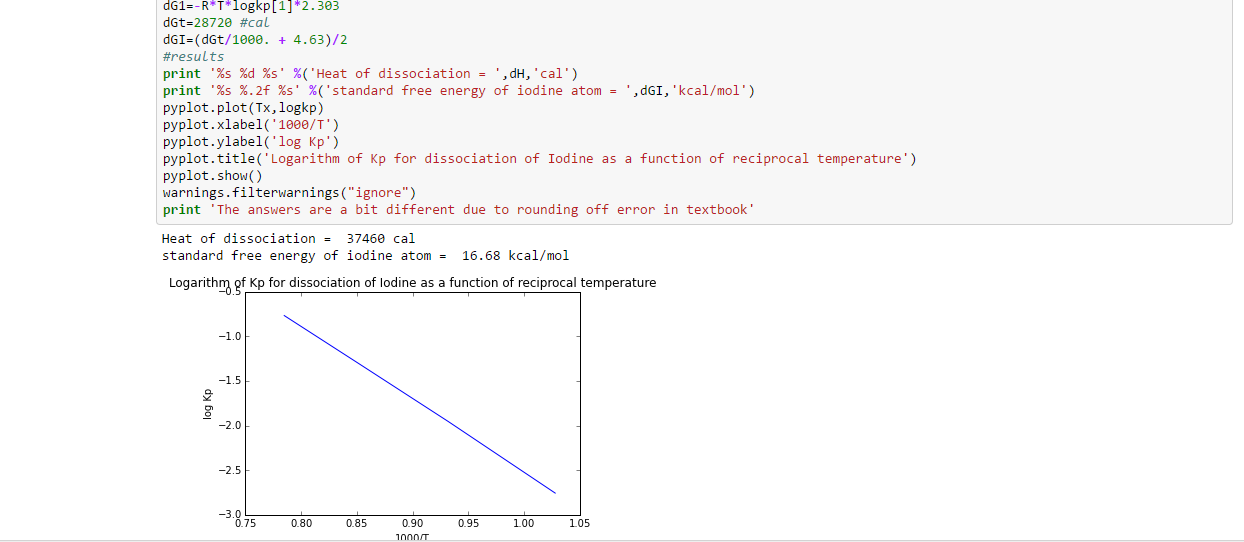 dG1=-R*T*logkp[1]*2.303
dGt=28720 #cal
dGI=(dGt/1000. + 4.63)/2
#results
print '%s %d %s' %('Heat of dissociation = ',dH,'cal')
print '%s %.2f %s' %('standard free energy of iodine atom = ',dGI,'kcal/mol')
pyplot.plot(Tx,logkp)
pyplot.xlabel('1000/T')
pyplot.ylabel('log Kp')
pyplot.title('Logarithm of Kp for dissociation of Iodine as a function of reciprocal temperature')
pyplot.show()
warnings.filterwarnings("ignore")
print 'The answers are a bit different due to rounding off error in textbook'
Heat of dissociation =  37460 cal
standard free energy of iodine atom =  16.68 kcal/mol
Logarithm of Kp for dissociation of Iodine as a function of reciprocal temperature
−0.5
−1.0
−1.5
−2.0
−2.5
−3.0
log Kp
0.75 0.80 0.85 0.90 0.95 1.00 1.05
1000/T